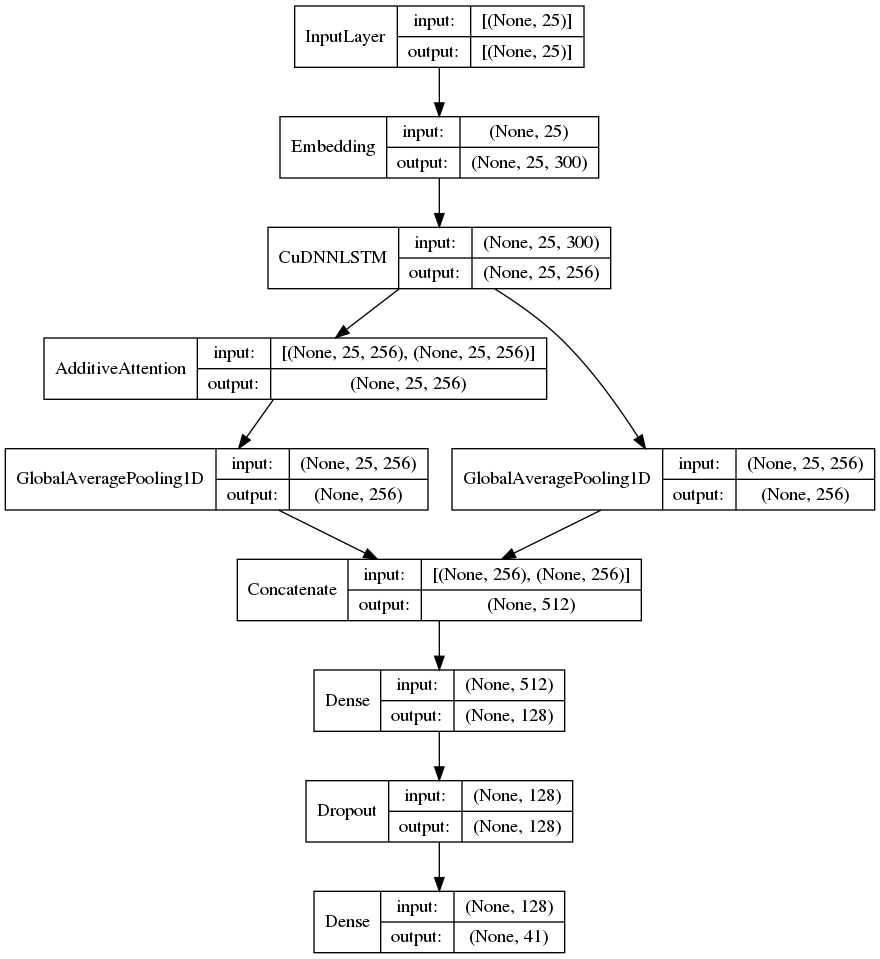 InputLayer
input:
[(None, 25)]
output:
[(None, 25)]
Embedding
input:
(None, 25)
output:
(None, 25, 300)
CuDNNLSTM
input:
(None, 25, 300)
output:
(None, 25, 256)
AdditiveAttention
input:
[(None, 25, 256), (None, 25, 256)]
output:
(None, 25, 256)
GlobalAveragePooling1D
input:
(None, 25, 256)
output:
(None, 256)
GlobalAveragePooling1D
input:
(None, 25, 256)
output:
(None, 256)
Concatenate
input:
[(None, 256), (None, 256)]
output:
(None, 512)
Dense
input:
(None, 512)
output:
(None, 128)
Dropout
input:
(None, 128)
output:
(None, 128)
Dense
input:
(None, 128)
output:
(None, 41)